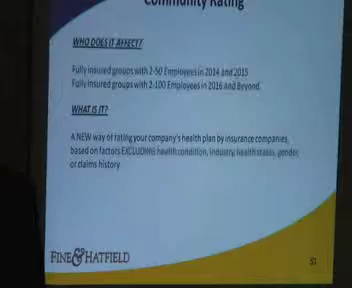 Community Rating
WHO DOES IT AFFECT?
Fully insured groups with 2-50 Employees in 2014 and 2015
Fully insured groups with 2-100 Employees in 2016 and Beyond.
WHAT IS IT?
A NEW way of rating your company's health plan by insurance companies,
based on factors EXCLUDING health condition, industry, health status, gender,
or claims history
FINE & HATFIELD